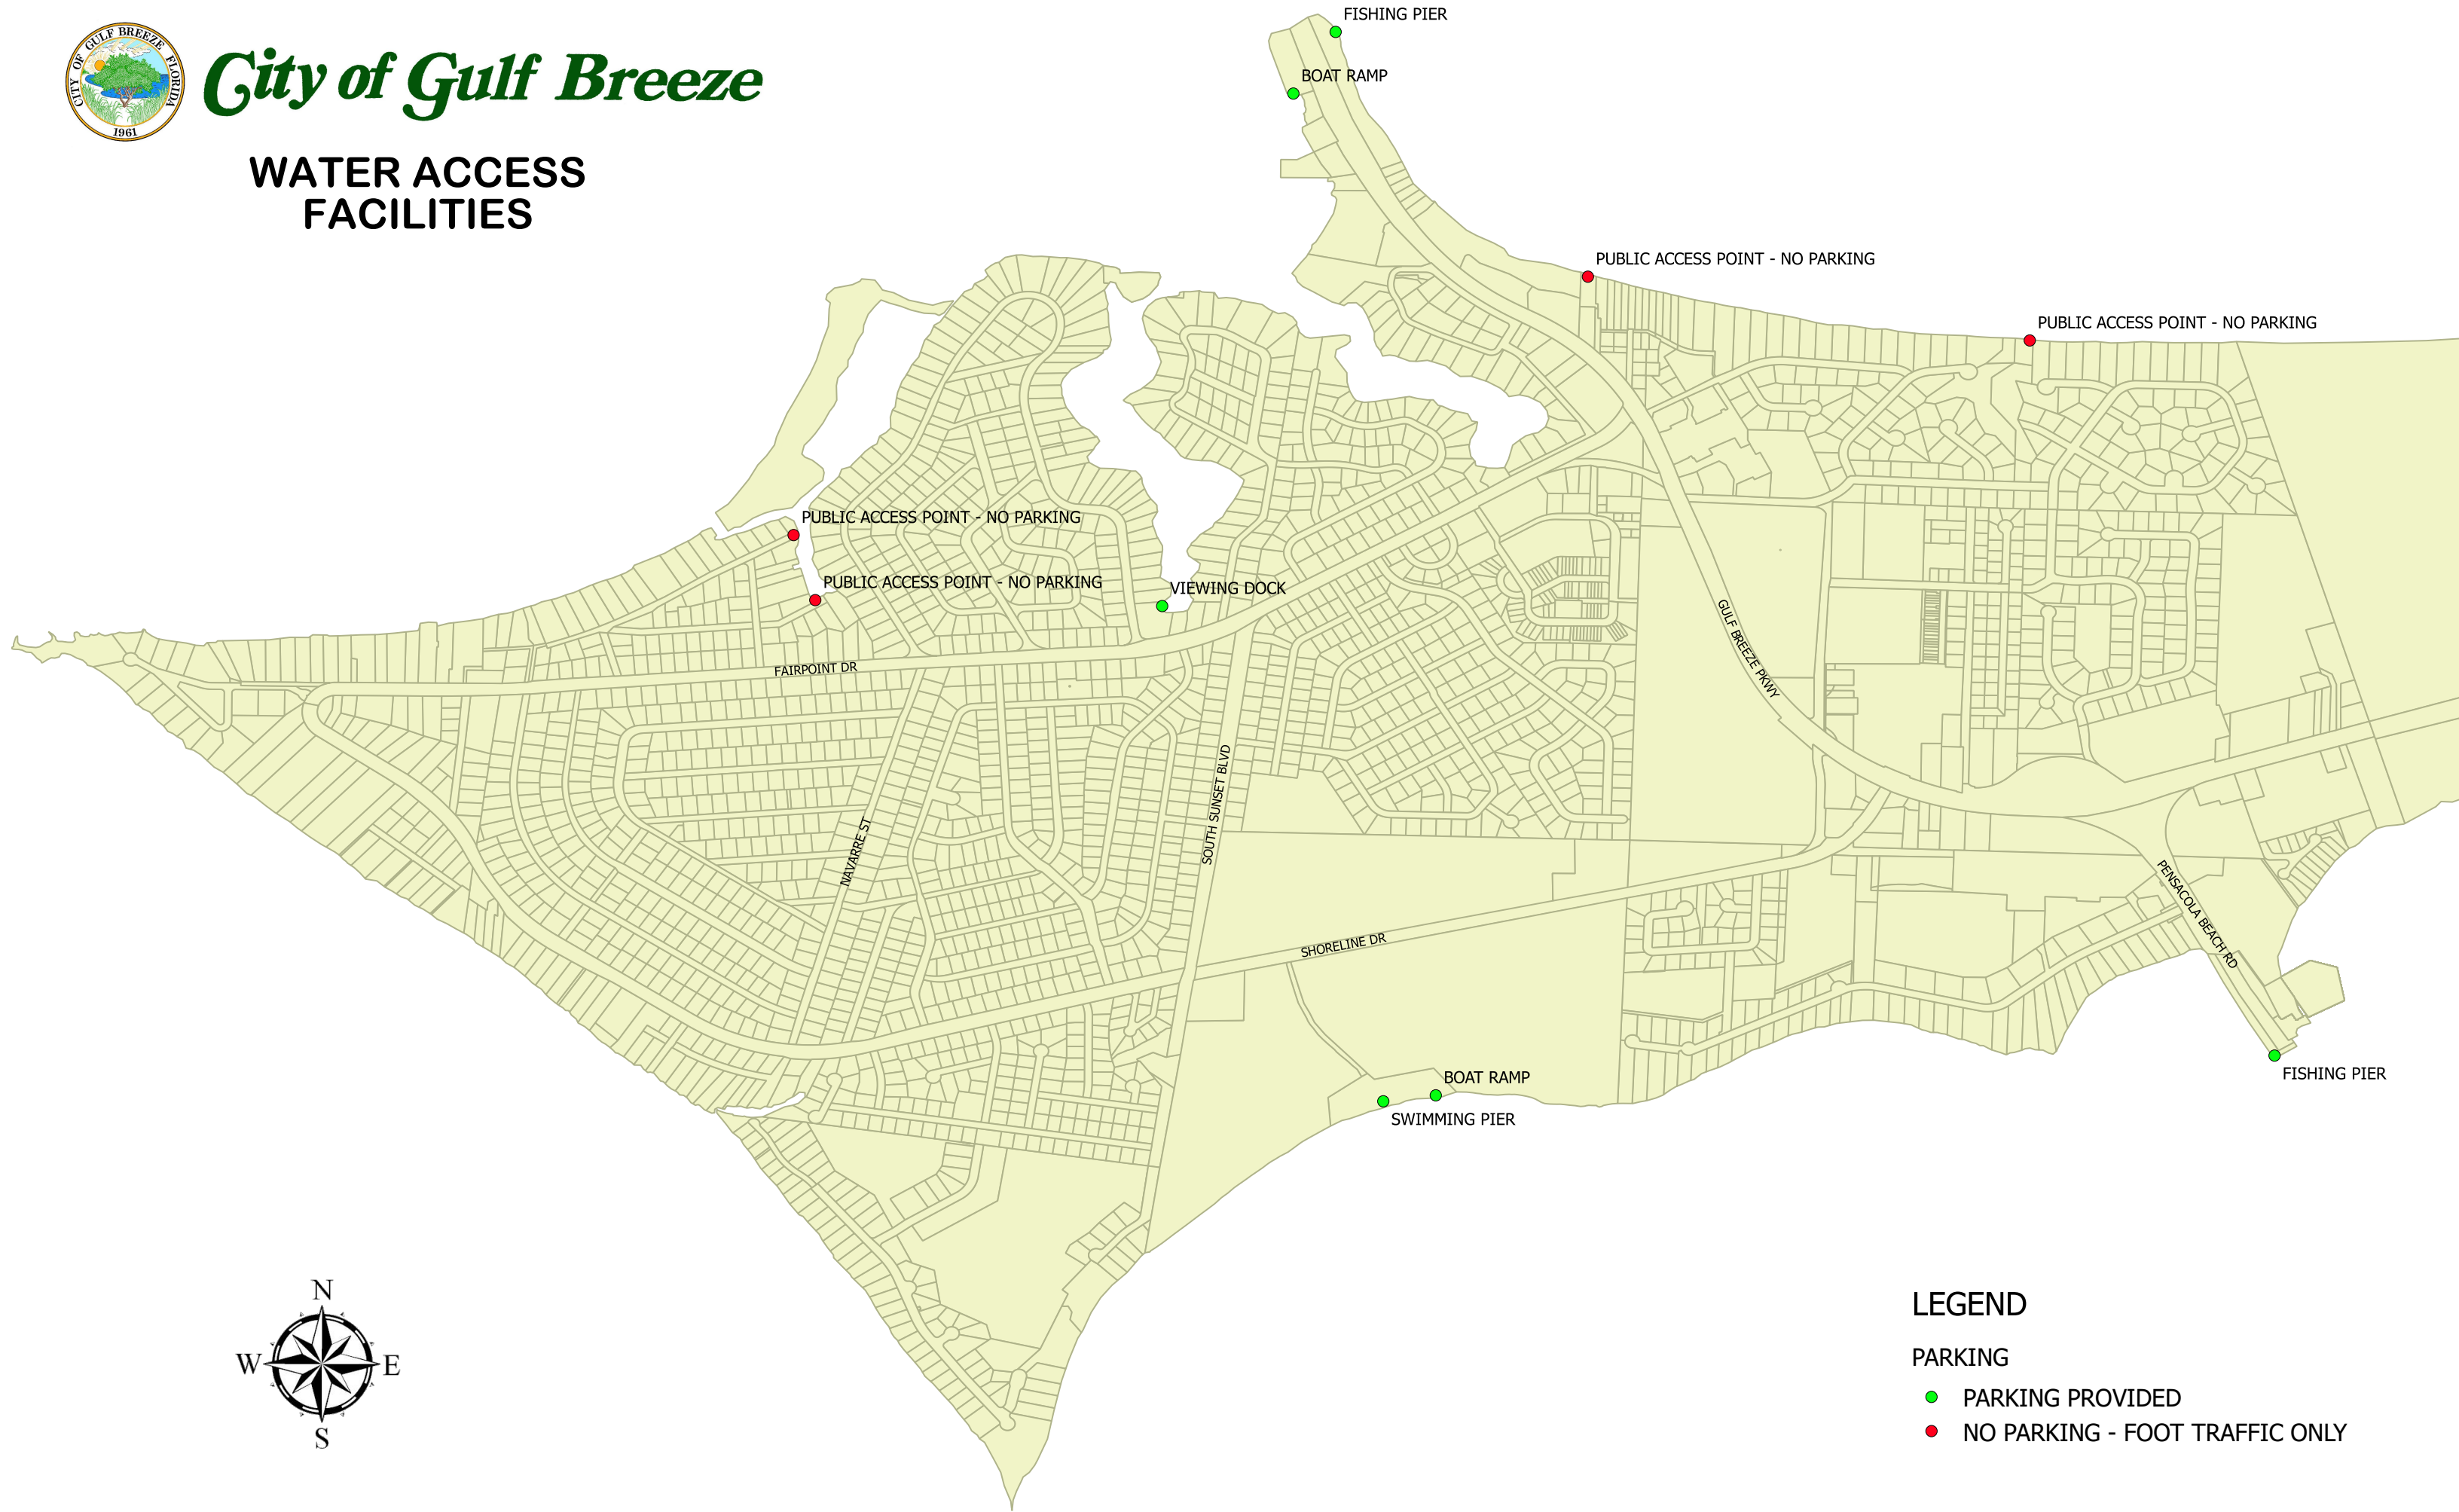 CITY OF GULF BREEZE FLORIDA
1961
City of Gulf Breeze
WATER ACCESS
FACILITIES
FISHING PIER
BOAT RAMP
PUBLIC ACCESS POINT - NO PARKING
PUBLIC ACCESS POINT - NO PARKING
PUBLIC ACCESS POINT - NO PARKING
PUBLIC ACCESS POINT - NO PARKING
VIEWING DOCK
GULF BREEZE PKWY
FAIRPOINT DR
SOUTH SUNSET BLVD
NAVARRE ST
PENSACOLA BEACH RD
SHORELINE DR
FISHING PIER
BOAT RAMP
SWIMMING PIER
N
W E
S
LEGEND
PARKING
PARKING PROVIDED
NO PARKING - FOOT TRAFFIC ONLY